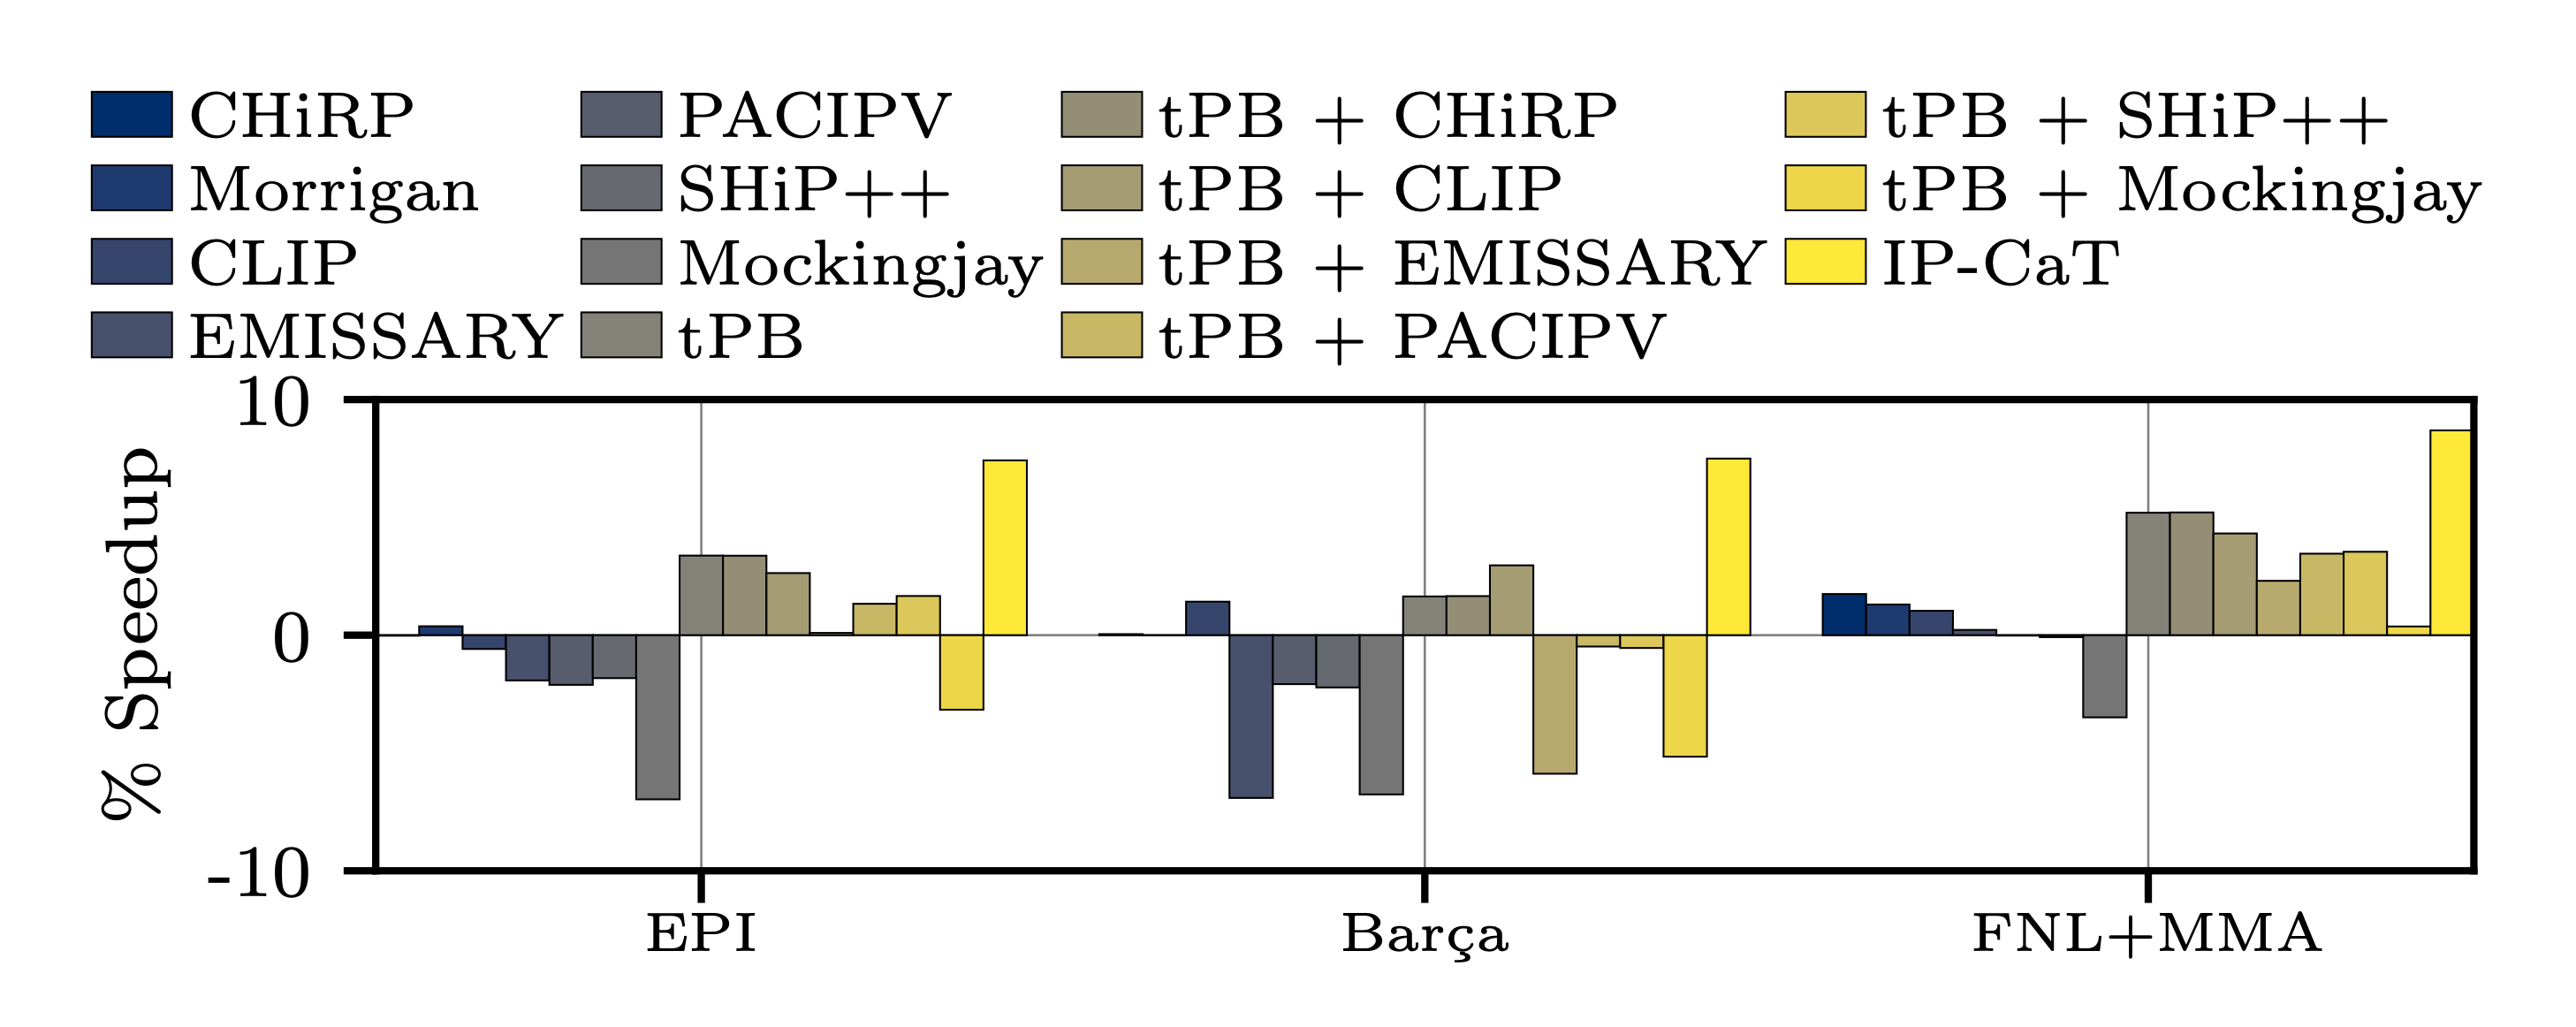 CHiRP PACIPV tPB + CHiRP tPB + SHiP++
Morrigan SHiP++ tPB + CLIP tPB + Mockingjay
CLIP Mockingjay tPB + EMISSARY IP-CaT
EMISSARY tPB tPB + PACIPV
10
0
-10
% Speedup
EPI Barça FNL+MMA